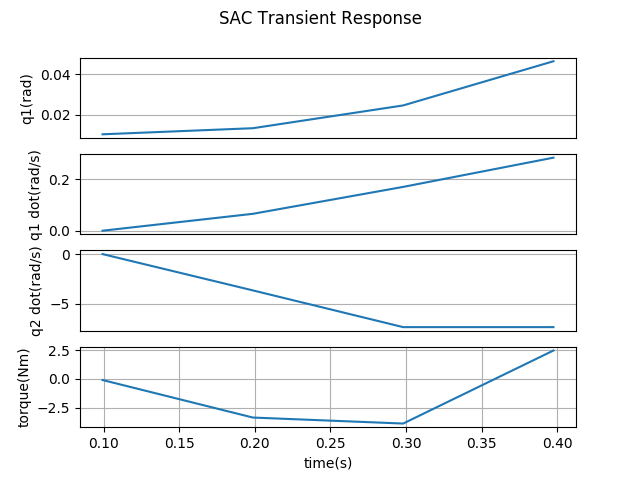 SAC Transient Response
q1(rad)
0.04
0.02
q1 dot(rad/s)
0.2
0.0
q2 dot(rad/s)
0
−5
torque(Nm)
2.5
0.0
−2.5
0.10 0.15 0.20 0.25 0.30 0.35 0.40
time(s)